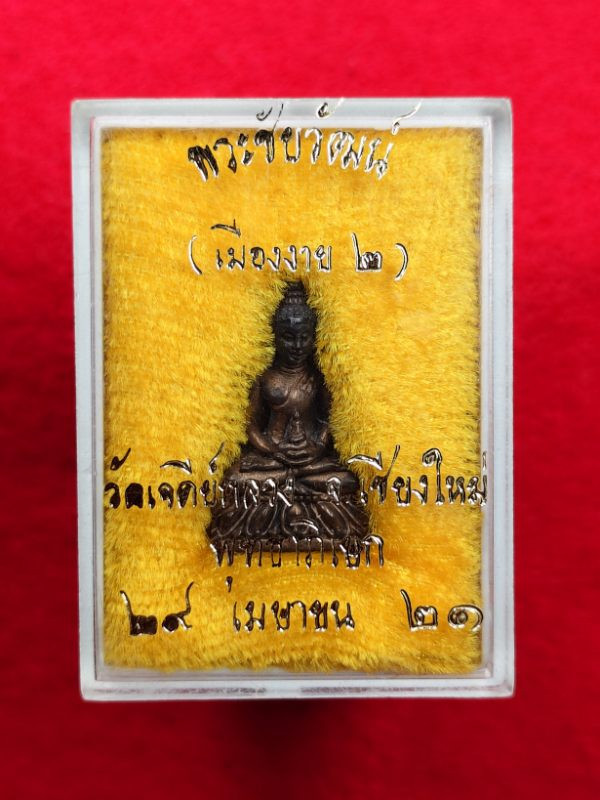 พระชัยวัฒน์
(เมืองงาย ๒)
วัดเจดีย์หลวง จ.เชียงใหม่
พุทธาภิเษก
๒๙ เมษายน ๒๑